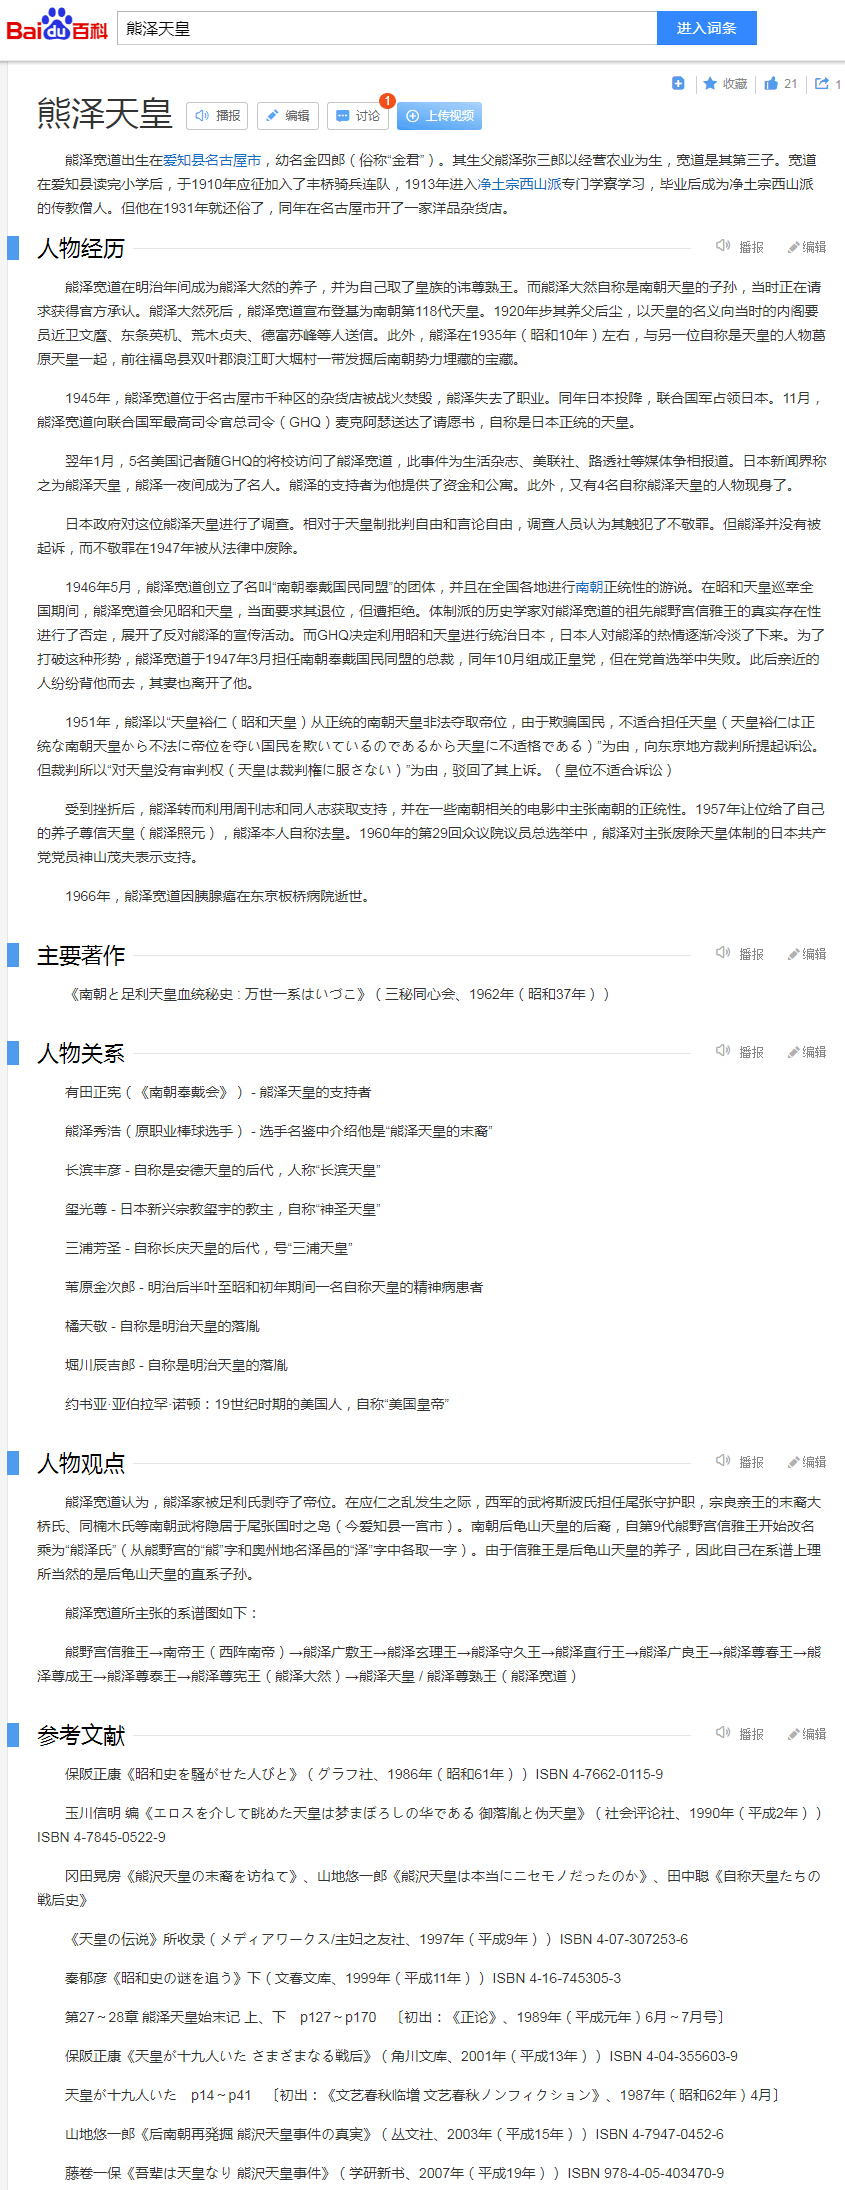 Baidu百科 熊泽天皇 进入词条
收藏 21 1
熊泽天皇 播报 编辑 讨论 1 上传视频
熊泽宽道出生在爱知县名古屋市，幼名金四郎（俗称“金君”）。其生父熊泽弥三郎以经营农业为生，宽道是其第三子。宽道
在爱知县读完小学后，于1910年应征加入了丰桥骑兵连队，1913年进入净土宗西山派专门学寮学习，毕业后成为净土宗西山派
的传教僧人。但他在1931年就还俗了，同年在名古屋市开了一家洋品杂货店。
人物经历 播报 编辑
熊泽宽道在明治年间成为熊泽大然的养子，并为自己取了皇族的讳尊熟王。而熊泽大然自称是南朝天皇的子孙，当时正在请
求获得官方承认。熊泽大然死后，熊泽宽道宣布登基为南朝第118代天皇。1920年步其养父后尘，以天皇的名义向当时的内阁要
员近卫文麿、东条英机、荒木贞夫、德富苏峰等人送信。此外，熊泽在1935年（昭和10年）左右，与另一位自称是天皇的人物葛
原天皇一起，前往福岛县双叶郡浪江町大堀村一带发掘后南朝势力埋藏的宝藏。
1945年，熊泽宽道位于名古屋市千种区的杂货店被战火焚毁，熊泽失去了职业。同年日本投降，联合国军占领日本。11月，
熊泽宽道向联合国军最高司令官总司令（GHQ）麦克阿瑟送达了请愿书，自称是日本正统的天皇。
翌年1月，5名美国记者随GHQ的将校访问了熊泽宽道，此事件为生活杂志、美联社、路透社等媒体争相报道。日本新闻界称
之为熊泽天皇，熊泽一夜间成为了名人。熊泽的支持者为他提供了资金和公寓。此外，又有4名自称熊泽天皇的人物现身了。
日本政府对这位熊泽天皇进行了调查。相对于天皇制批判自由和言论自由，调查人员认为其触犯了不敬罪。但熊泽并没有被
起诉，而不敬罪在1947年被从法律中废除。
1946年5月，熊泽宽道创立了名叫“南朝奉戴国民同盟”的团体，并且在全国各地进行南朝正统性的游说。在昭和天皇巡幸全
国期间，熊泽宽道会见昭和天皇，当面要求其退位，但遭拒绝。体制派的历史学家对熊泽宽道的祖先熊野宫信雅王的真实存在性
进行了否定，展开了反对熊泽的宣传活动。而GHQ决定利用昭和天皇进行统治日本，日本人对熊泽的热情逐渐冷淡了下来。为了
打破这种形势，熊泽宽道于1947年3月担任南朝奉戴国民同盟的总裁，同年10月组成正皇党，但在党首选举中失败。此后亲近的
人纷纷背他而去，其妻也离开了他。
1951年，熊泽以“天皇裕仁（昭和天皇）从正统的南朝天皇非法夺取帝位，由于欺骗国民，不适合担任天皇（天皇裕仁は正
统な南朝天皇から不法に帝位を夺い国民を欺いているのであるから天皇に不适格である）”为由，向东京地方裁判所提起诉讼。
但裁判所以“对天皇没有审判权（天皇は裁判権に服さない）”为由，驳回了其上诉。（皇位不适合诉讼）
受到挫折后，熊泽转而利用周刊志和同人志获取支持，并在一些南朝相关的电影中主张南朝的正统性。1957年让位给了自己
的养子尊信天皇（熊泽照元），熊泽本人自称法皇。1960年的第29回众议院议员总选举中，熊泽对主张废除天皇体制的日本共产
党党员神山茂夫表示支持。
1966年，熊泽宽道因胰腺癌在东京板桥病院逝世。
主要著作 播报 编辑
《南朝と足利天皇血统秘史 : 万世一系はいづこ》（三秘同心会、1962年（昭和37年））
人物关系 播报 编辑
有田正宪（《南朝奉戴会》） - 熊泽天皇的支持者
熊泽秀浩（原职业棒球选手） - 选手名鉴中介绍他是“熊泽天皇的末裔”
长滨丰彦 - 自称是安德天皇的后代，人称“长滨天皇”
玺光尊 - 日本新兴宗教玺宇的教主，自称“神圣天皇”
三浦芳圣 - 自称长庆天皇的后代，号“三浦天皇”
苇原金次郎 - 明治后半叶至昭和初年期间一名自称天皇的精神病患者
橘天敬 - 自称是明治天皇的落胤
堀川辰吉郎 - 自称是明治天皇的落胤
约书亚·亚伯拉罕·诺顿：19世纪时期的美国人，自称“美国皇帝”
人物观点 播报 编辑
熊泽宽道认为，熊泽家被足利氏剥夺了帝位。在应仁之乱发生之际，西军的武将斯波氏担任尾张守护职，宗良亲王的末裔大
桥氏、同楠木氏等南朝武将隐居于尾张国时之岛（今爱知县一宫市）。南朝后龟山天皇的后裔，自第9代熊野宫信雅王开始改名
乘为“熊泽氏”（从熊野宫的“熊”字和奥州地名泽邑的“泽”字中各取一字）。由于信雅王是后龟山天皇的养子，因此自己在系谱上理
所当然的是后龟山天皇的直系子孙。
熊泽宽道所主张的系谱图如下：
熊野宫信雅王→南帝王（西阵南帝）→熊泽广敷王→熊泽玄理王→熊泽守久王→熊泽直行王→熊泽广良王→熊泽尊春王→熊
泽尊成王→熊泽尊泰王→熊泽尊宪王（熊泽大然）→熊泽天皇 / 熊泽尊熟王（熊泽宽道）
参考文献 播报 编辑
保阪正康《昭和史を騒がせた人びと》（グラフ社、1986年（昭和61年））ISBN 4-7662-0115-9
玉川信明 编《エロスを介して眺めた天皇は梦まぼろしの华である 御落胤と伪天皇》（社会评论社、1990年（平成2年））
ISBN 4-7845-0522-9
冈田晃房《熊沢天皇の末裔を访ねて》、山地悠一郎《熊沢天皇は本当にニセモノだったのか》、田中聡《自称天皇たちの
戦后史》
《天皇の伝说》所收录（メディアワークス/主妇之友社、1997年（平成9年））ISBN 4-07-307253-6
秦郁彦《昭和史の谜を追う》下（文春文库、1999年（平成11年））ISBN 4-16-745305-3
第27～28章 熊泽天皇始末记 上、下　p127～p170　〔初出：《正论》、1989年（平成元年）6月～7月号〕
保阪正康《天皇が十九人いた さまざまなる戦后》（角川文库、2001年（平成13年））ISBN 4-04-355603-9
天皇が十九人いた　p14～p41　〔初出：《文艺春秋临増 文艺春秋ノンフィクション》、1987年（昭和62年）4月〕
山地悠一郎《后南朝再発掘 熊沢天皇事件の真実》（丛文社、2003年（平成15年））ISBN 4-7947-0452-6
藤巻一保《吾辈は天皇なり 熊沢天皇事件》（学研新书、2007年（平成19年））ISBN 978-4-05-403470-9